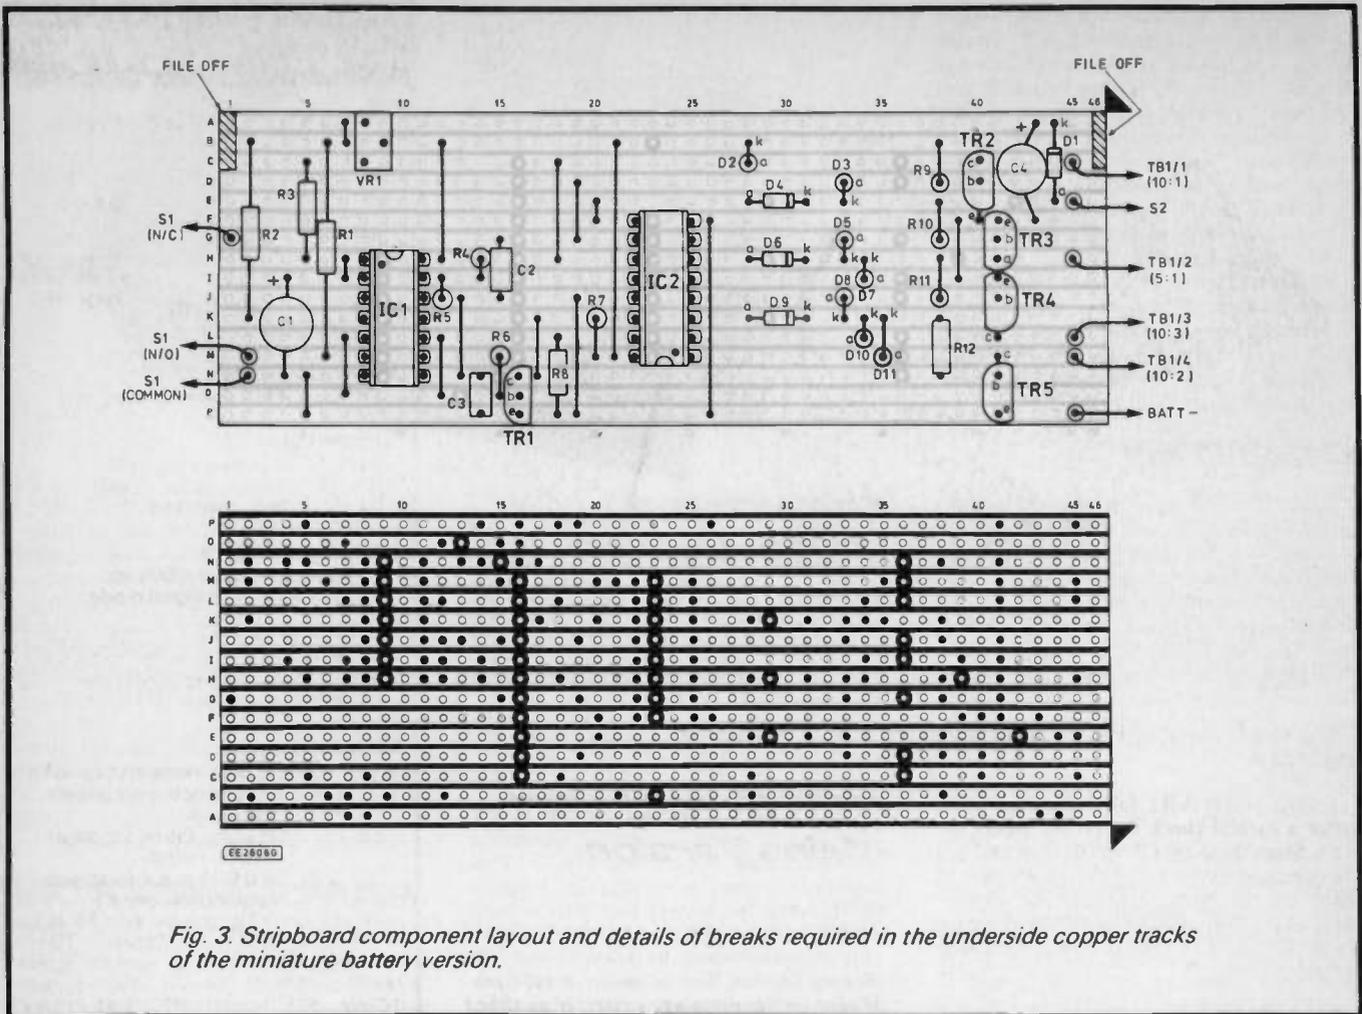 FILE OFF
FILE OFF
1 5 10 15 20 25 30 35 40 45 46
A
B
C
D
E
F
G
H
I
J
K
L
M
N
O
P
VR1
R3
R2
R1
S1
(N/C)
S1
(N/O)
S1
(COMMON)
+
C1
IC1
R4
R5
C2
R6
R7
R8
C3
c
b
e
TR1
IC2
k
D2 a
D3
a
k
a D4 k
D5
a
k
a D6 k
k
D8 a
a D7
k
a D9 k
k
k
a
D10
a
D11
R9
R10
R11
R12
TR2
c
b
e
+
C4
k
D1
a
e
b
c
TR3
e
b
c
TR4
c
b
e
TR5
TB1/1
(10:1)
S2
TB1/2
(5:1)
TB1/3
(10:3)
TB1/4
(10:2)
BATT −
1 5 10 15 20 25 30 35 40 45 46
P
O
N
M
L
K
J
I
H
G
F
E
D
C
B
A
EE2606G
Fig. 3. Stripboard component layout and details of breaks required in the underside copper tracks
of the miniature battery version.